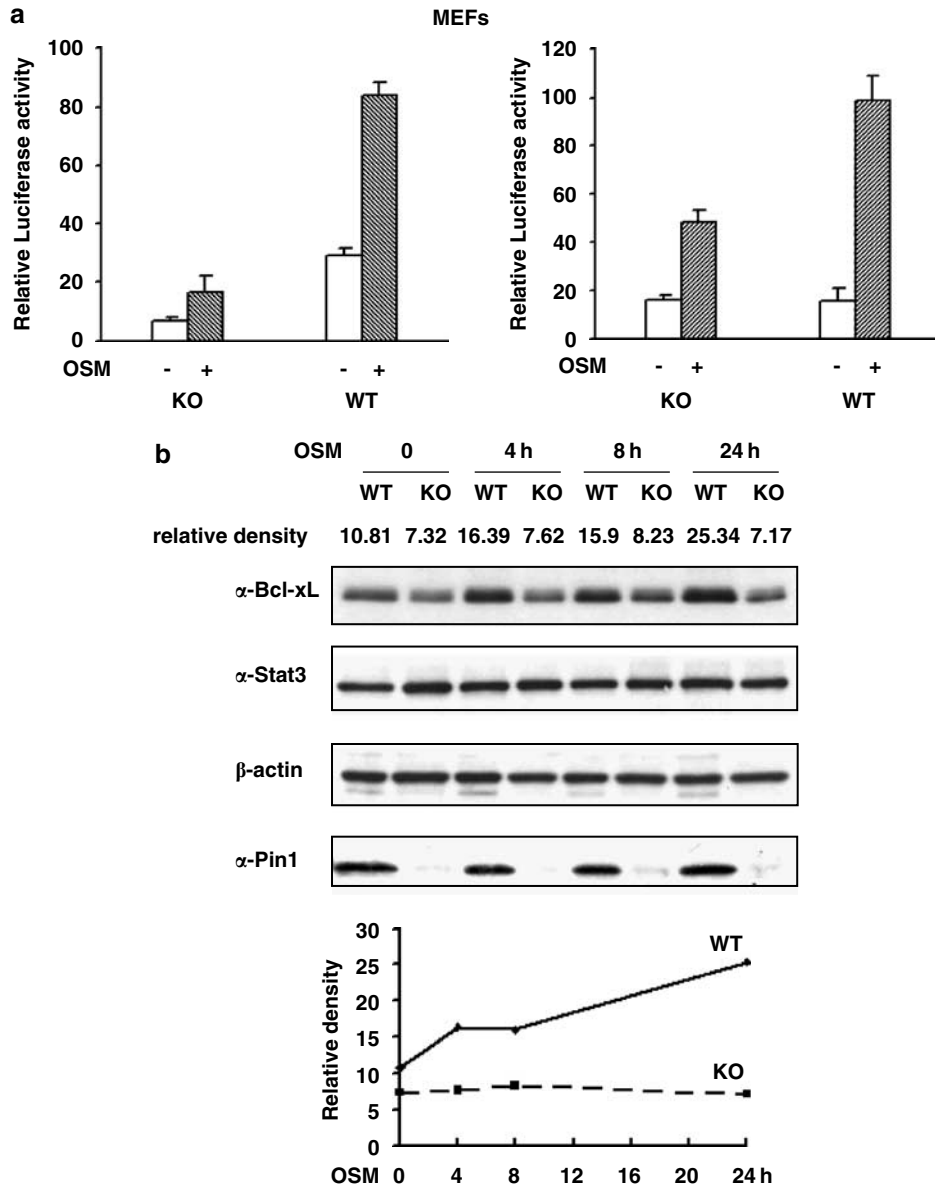 a
MEFs
Relative Luciferase activity
100
80
60
40
20
0
OSM - + - +
KO WT
Relative Luciferase activity
120
100
80
60
40
20
0
OSM - + - +
KO WT
b
OSM 0 4 h 8 h 24 h
WT KO WT KO WT KO WT KO
relative density 10.81 7.32 16.39 7.62 15.9 8.23 25.34 7.17
α-Bcl-xL
α-Stat3
β-actin
α-Pin1
Relative density
30
25
20
15
10
5
0
WT
KO
OSM 0 4 8 12 16 20 24 h